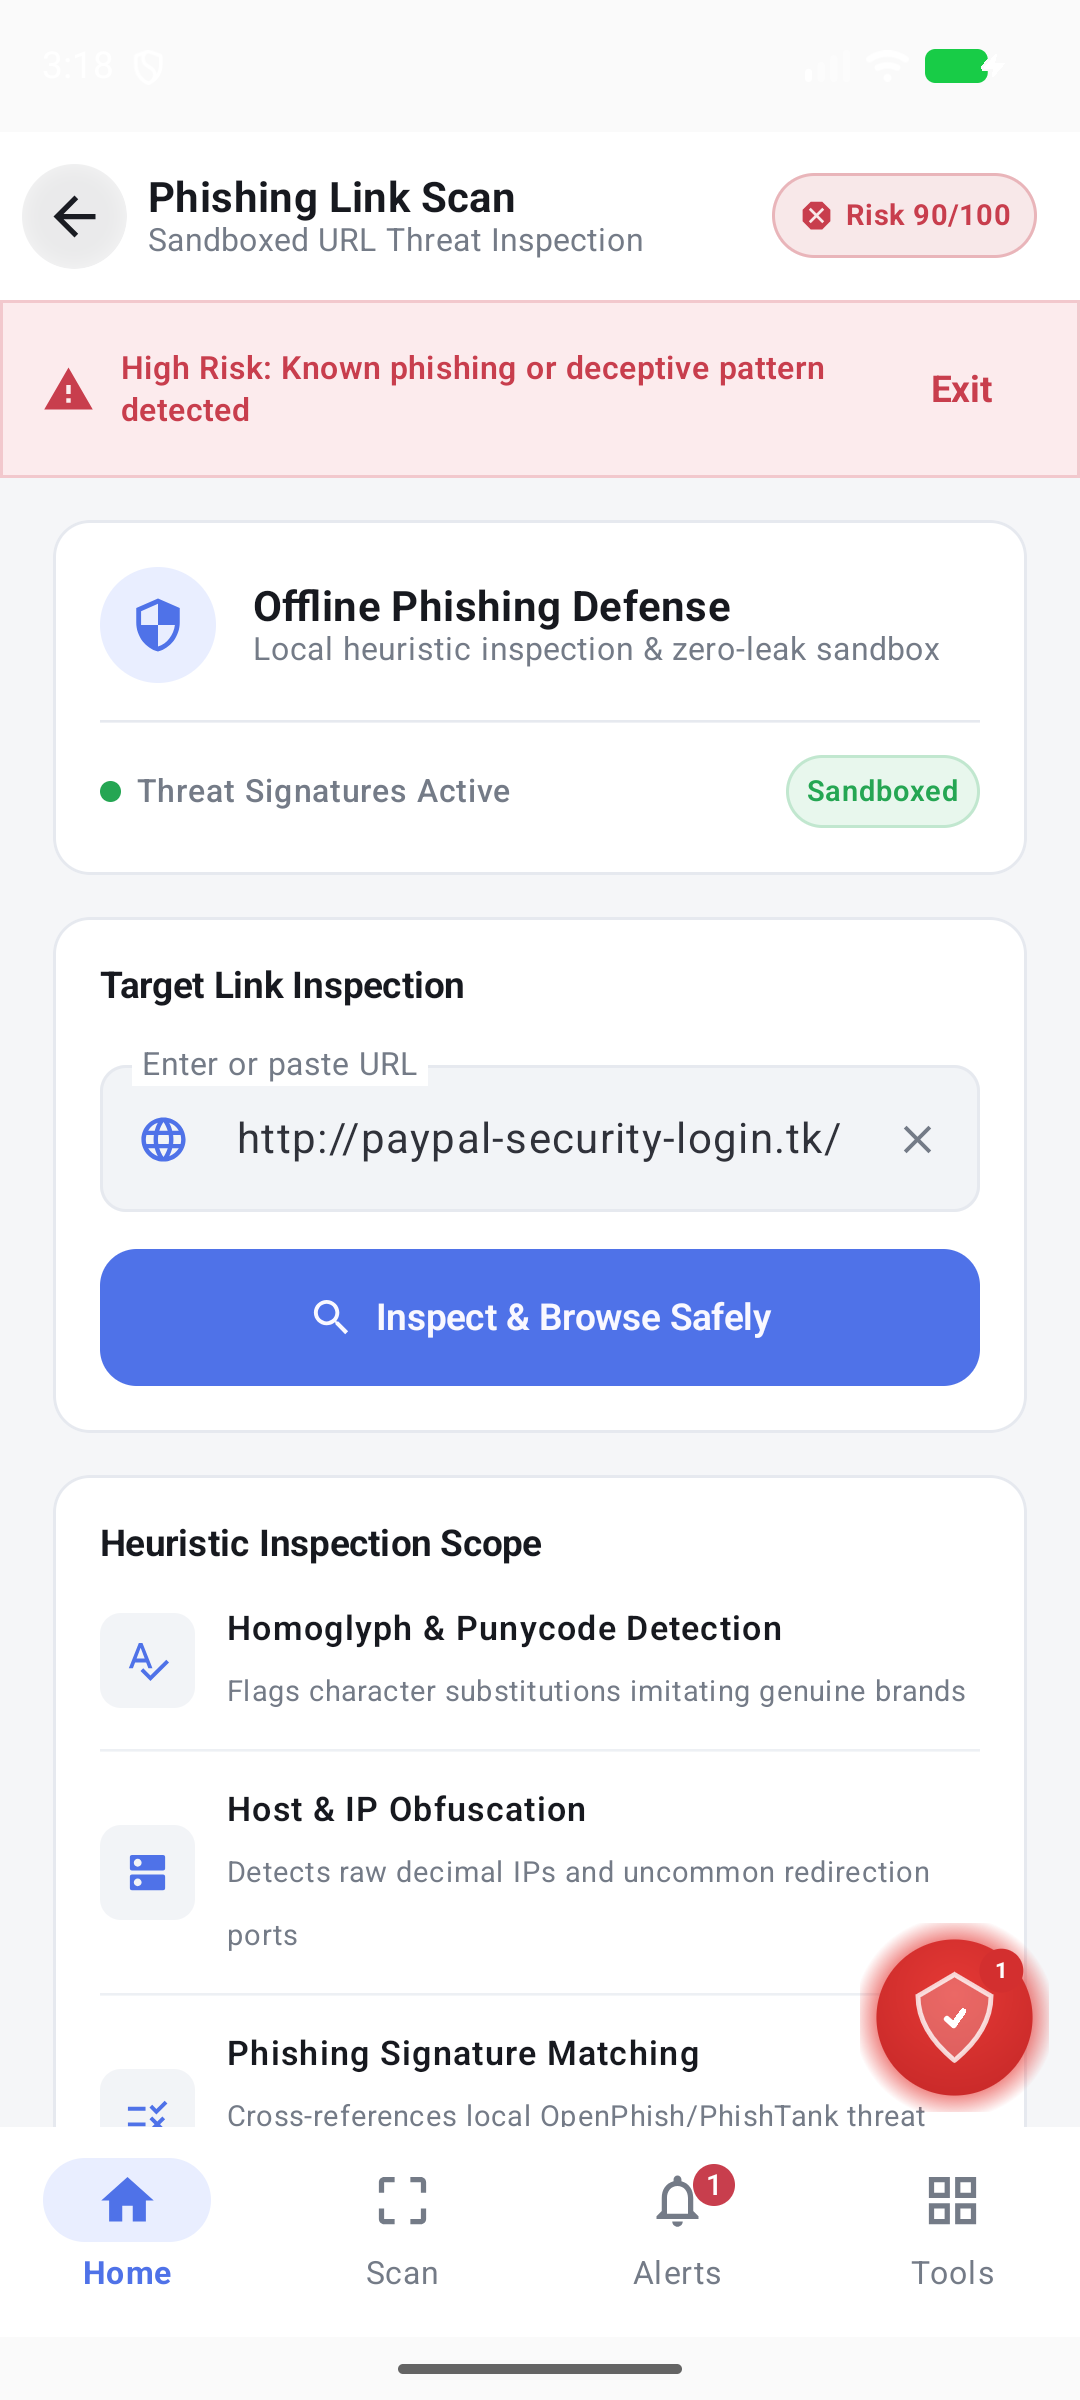 3:18
Phishing Link Scan
Sandboxed URL Threat Inspection
Risk 90/100
High Risk: Known phishing or deceptive pattern
detected
Exit
Offline Phishing Defense
Local heuristic inspection & zero-leak sandbox
Threat Signatures Active
Sandboxed
Target Link Inspection
Enter or paste URL
http://paypal-security-login.tk/
Inspect & Browse Safely
Heuristic Inspection Scope
Homoglyph & Punycode Detection
Flags character substitutions imitating genuine brands
Host & IP Obfuscation
Detects raw decimal IPs and uncommon redirection
ports
1
Phishing Signature Matching
Cross-references local OpenPhish/PhishTank threat
1
Home
Scan
Alerts
Tools